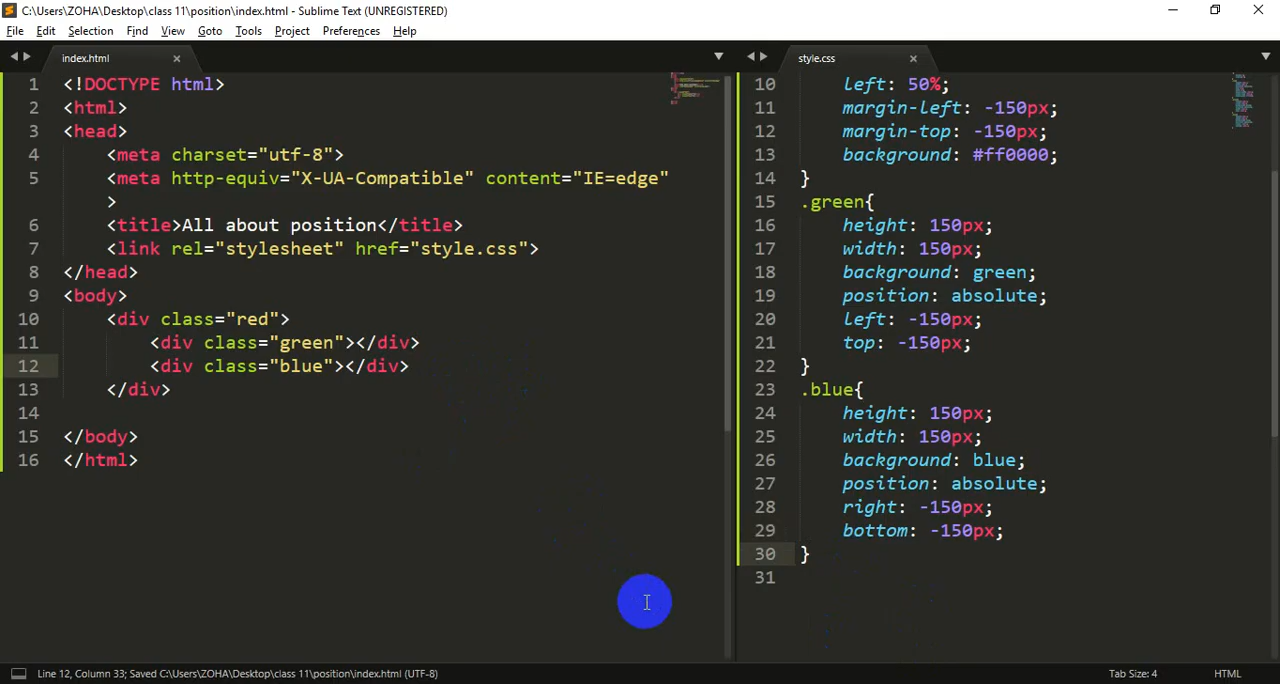 C:\Users\ZOHA\Desktop\class 11\position\index.html - Sublime Text (UNREGISTERED)
File Edit Selection Find View Goto Tools Project Preferences Help
index.html
1 <!DOCTYPE html>
2 <html>
3 <head>
4 <meta charset="utf-8">
5 <meta http-equiv="X-UA-Compatible" content="IE=edge"
>
6 <title>All about position</title>
7 <link rel="stylesheet" href="style.css">
8 </head>
9 <body>
10 <div class="red">
11 <div class="green"></div>
12 <div class="blue"></div>
13 </div>
14
15 </body>
16 </html>
style.css
10 left: 50%;
11 margin-left: -150px;
12 margin-top: -150px;
13 background: #ff0000;
14 }
15 .green{
16 height: 150px;
17 width: 150px;
18 background: green;
19 position: absolute;
20 left: -150px;
21 top: -150px;
22 }
23 .blue{
24 height: 150px;
25 width: 150px;
26 background: blue;
27 position: absolute;
28 right: -150px;
29 bottom: -150px;
30 }
31
Line 12, Column 33; Saved C:\Users\ZOHA\Desktop\class 11\position\index.html (UTF-8)
Tab Size: 4
HTML